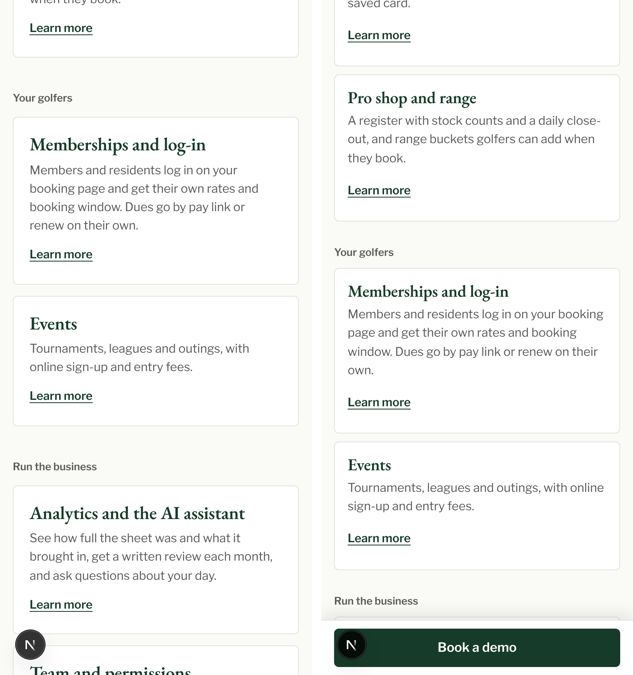 when they book.
Learn more
Your golfers
Memberships and log-in
Members and residents log in on your
booking page and get their own rates and
booking window. Dues go by pay link or
renew on their own.
Learn more
Events
Tournaments, leagues and outings, with
online sign-up and entry fees.
Learn more
Run the business
Analytics and the AI assistant
See how full the sheet was and what it
brought in, get a written review each month,
and ask questions about your day.
Learn more
N
Team and permissions
saved card.
Learn more
Pro shop and range
A register with stock counts and a daily close-
out, and range buckets golfers can add when
they book.
Learn more
Your golfers
Memberships and log-in
Members and residents log in on your booking
page and get their own rates and booking
window. Dues go by pay link or renew on their
own.
Learn more
Events
Tournaments, leagues and outings, with online
sign-up and entry fees.
Learn more
Run the business
N
Book a demo